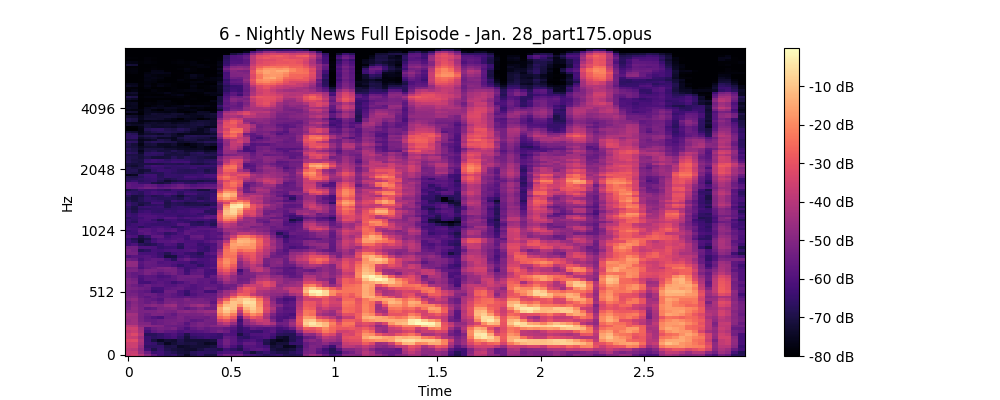 6 - Nightly News Full Episode - Jan. 28_part175.opus
Hz
4096
2048
1024
512
0
0 0.5 1 1.5 2 2.5
Time
-10 dB
-20 dB
-30 dB
-40 dB
-50 dB
-60 dB
-70 dB
-80 dB